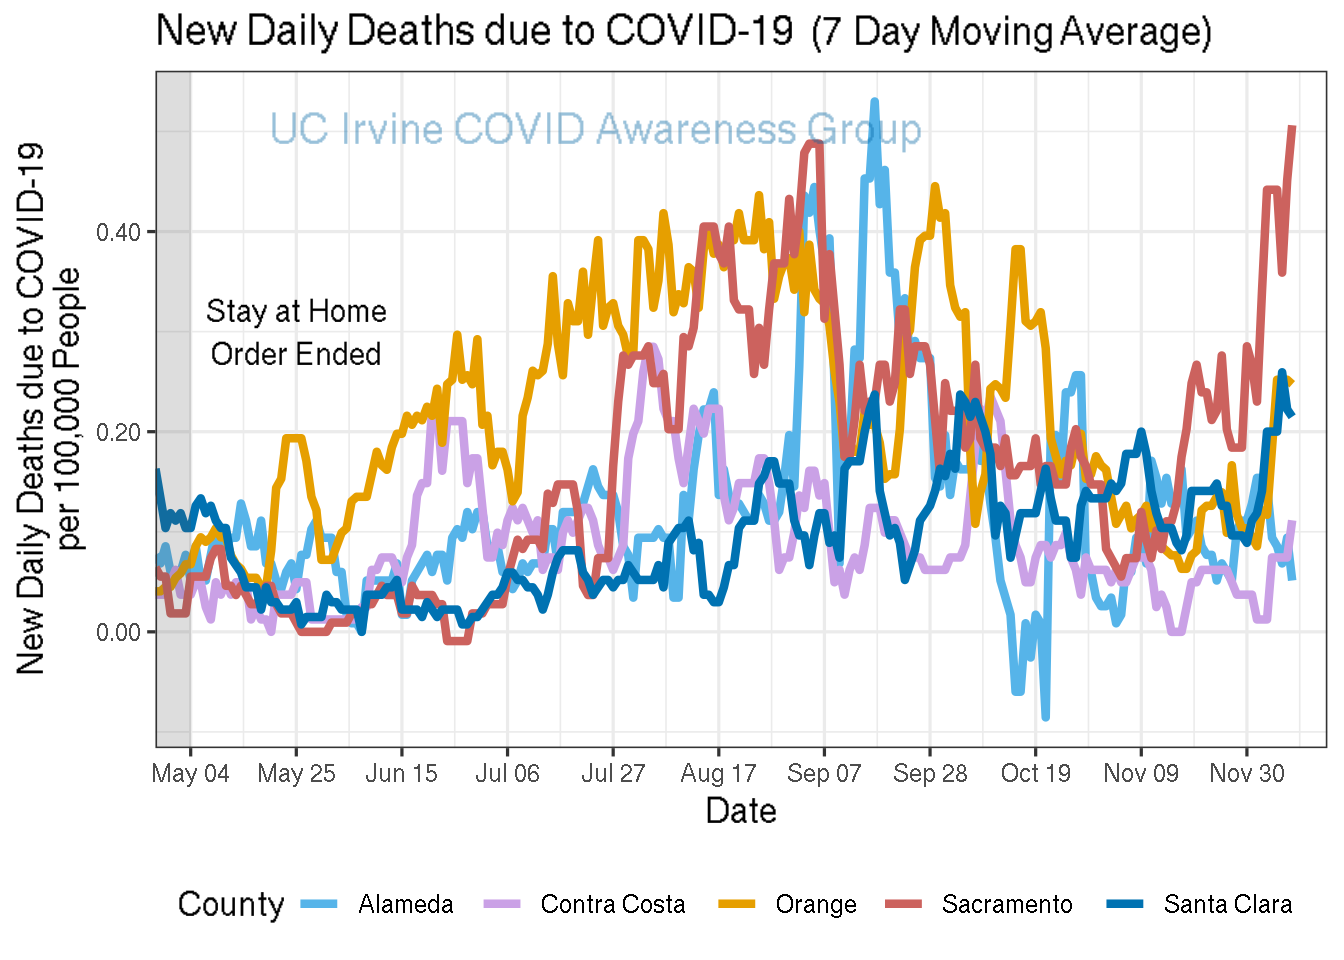 New Daily Deaths due to COVID-19 (7 Day Moving Average)
UC Irvine COVID Awareness Group
New Daily Deaths due to COVID-19
per 100,000 People
0.40
0.20
0.00
Stay at Home
Order Ended
May 04 May 25 Jun 15 Jul 06 Jul 27 Aug 17 Sep 07 Sep 28 Oct 19 Nov 09 Nov 30
Date
County Alameda Contra Costa Orange Sacramento Santa Clara